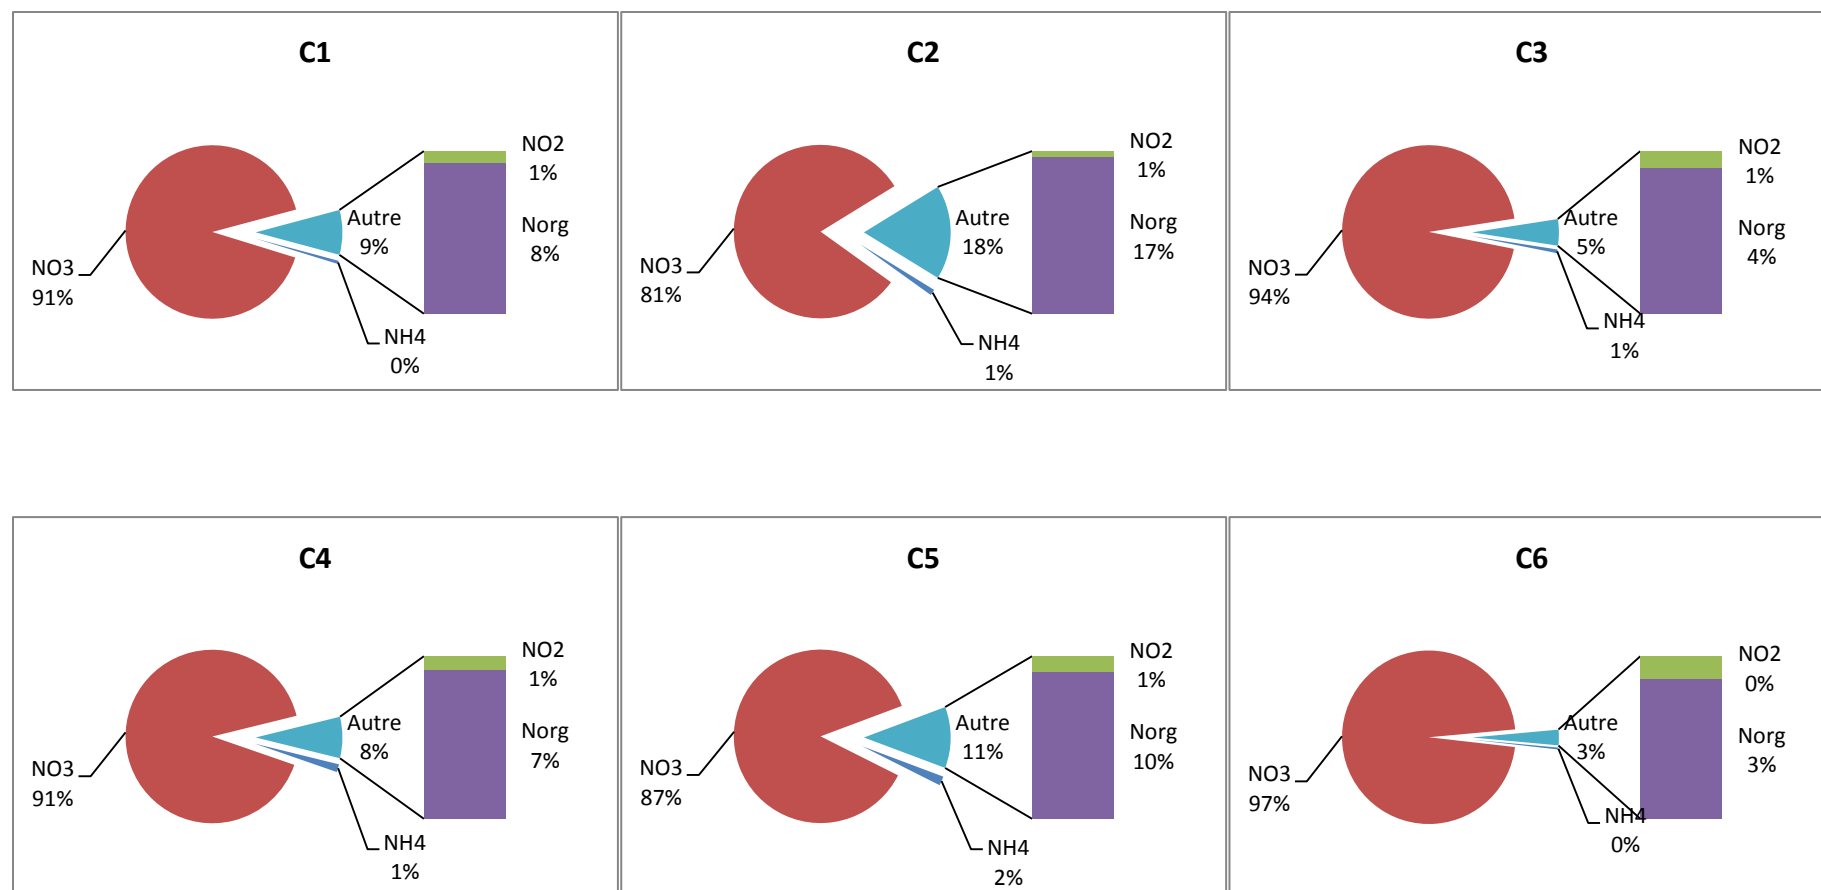 C1
NO2
1%
Autre
9%
Norg
8%
NO3
91%
NH4
0%
C2
NO2
1%
Autre
18%
Norg
17%
NO3
81%
NH4
1%
C3
NO2
1%
Autre
5%
Norg
4%
NO3
94%
NH4
1%
C4
NO2
1%
Autre
8%
Norg
7%
NO3
91%
NH4
1%
C5
NO2
1%
Autre
11%
Norg
10%
NO3
87%
NH4
2%
C6
NO2
0%
Autre
3%
Norg
3%
NO3
97%
NH4
0%